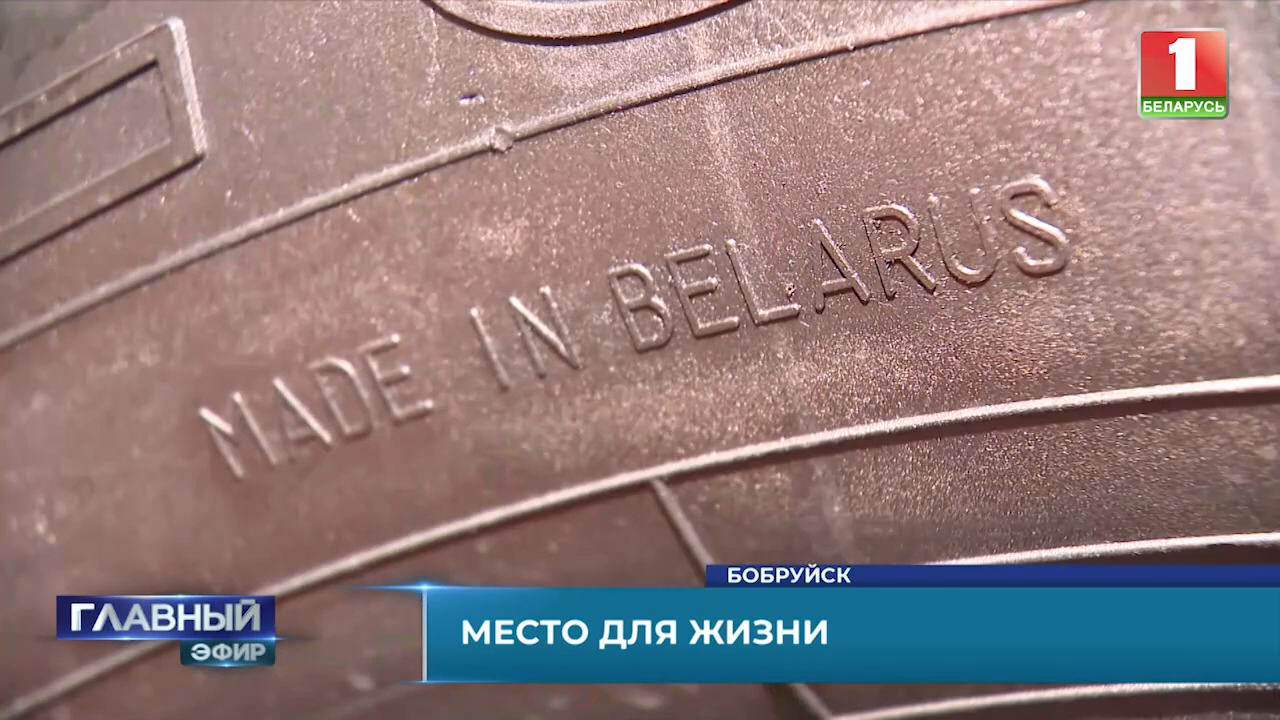 1
БЕЛАРУСЬ
MADE IN BELARUS
БОБРУЙСК
ГЛАВНЫЙ
ЭФИР
МЕСТО ДЛЯ ЖИЗНИ